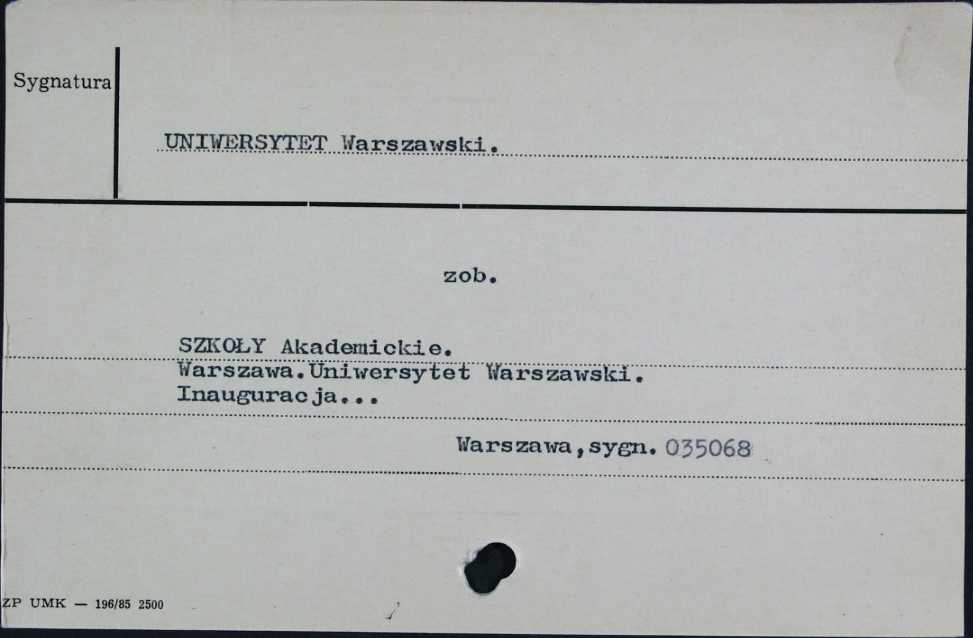 Sygnatura
UNIWERSYTET Warszawski.
zob.
SZKOŁY Akademickie.
Warszawa.Uniwersytet Warszawski.
Inauguracja...
Warszawa,sygn. 035068
ZP UMK — 196/85 2500